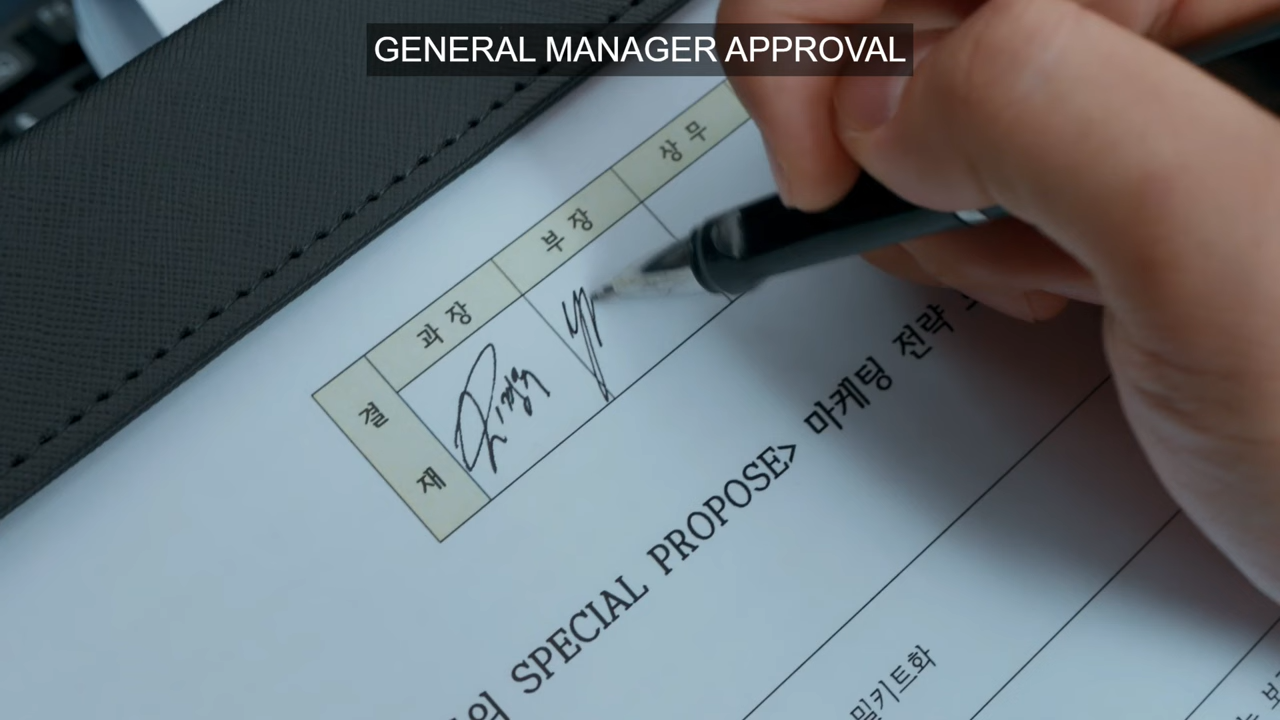 GENERAL MANAGER APPROVAL
결재
과장
부장
상무
SPECIAL PROPOSE> 마케팅 전략
밀키트화